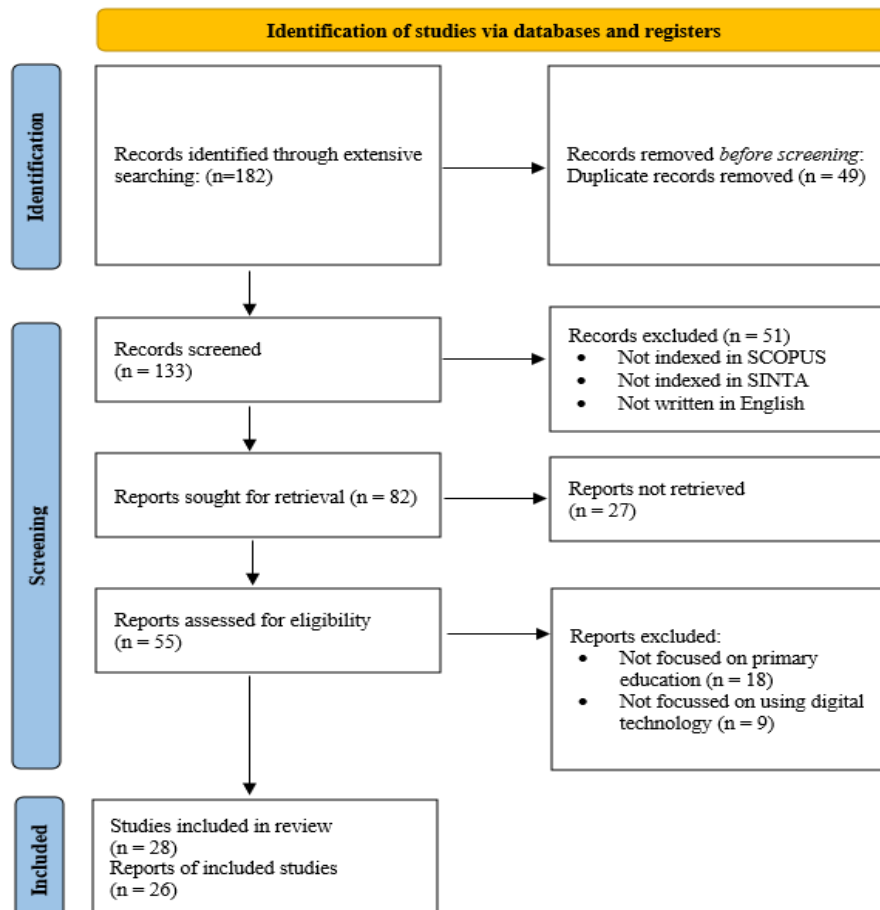 Identification of studies via databases and registers
Identification
Records identified through extensive
searching: (n=182)
Records removed before screening:
Duplicate records removed (n = 49)
Screening
Records screened
(n = 133)
Records excluded (n = 51)
• Not indexed in SCOPUS
• Not indexed in SINTA
• Not written in English
Reports sought for retrieval (n = 82)
Reports not retrieved
(n = 27)
Reports assessed for eligibility
(n = 55)
Reports excluded:
• Not focused on primary
education (n = 18)
• Not focussed on using digital
technology (n = 9)
Included
Studies included in review
(n = 28)
Reports of included studies
(n = 26)